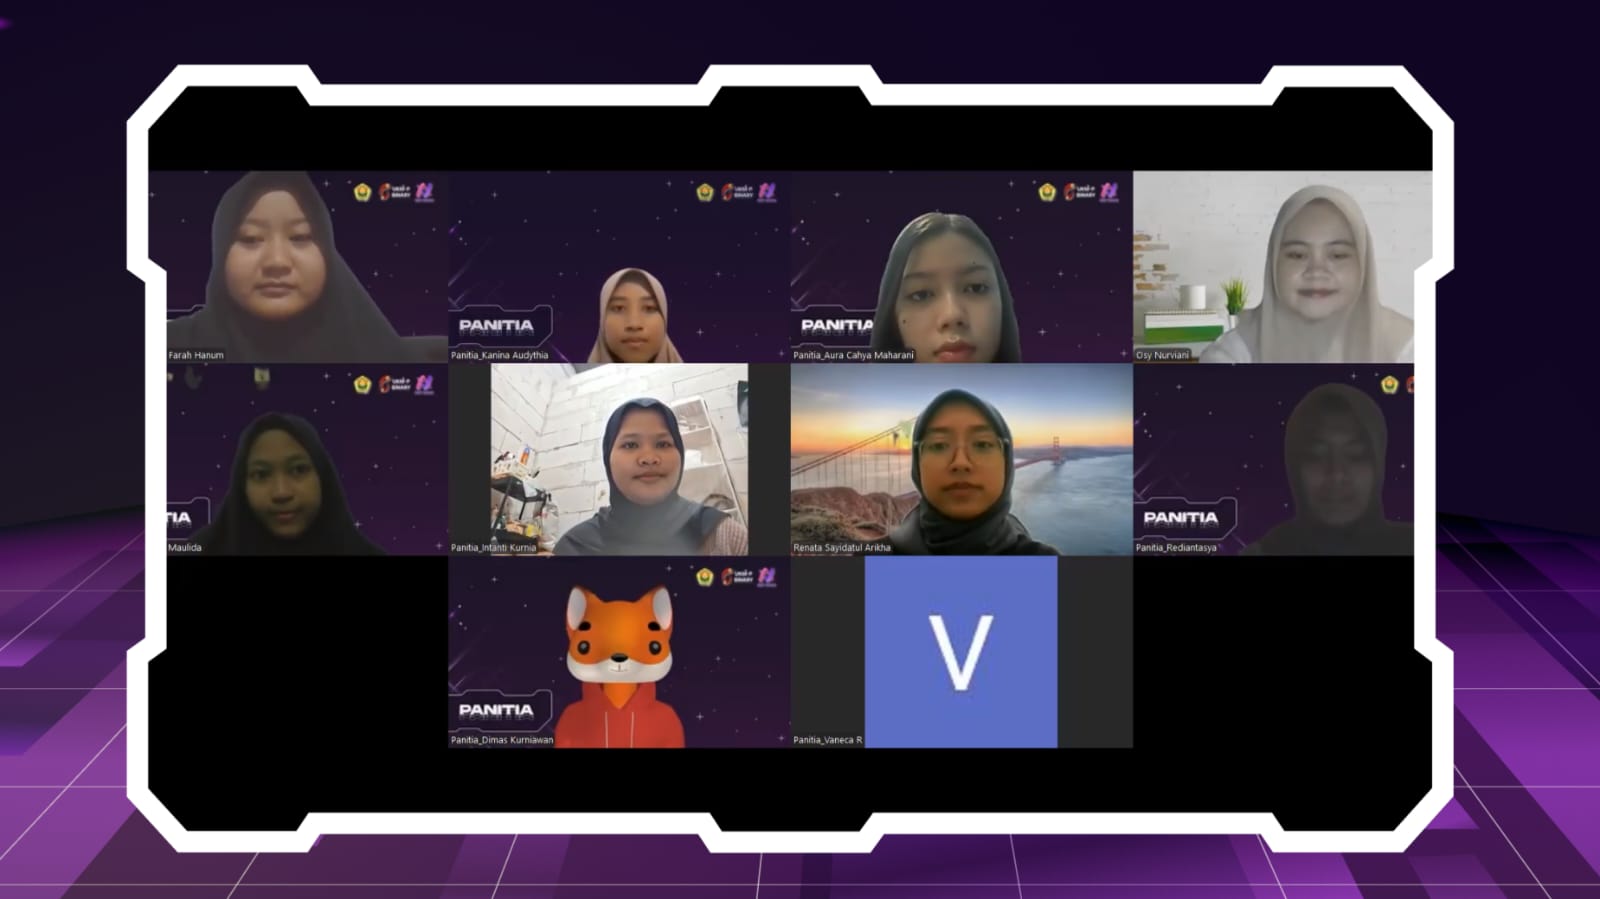 PANITIA
PANITIA
Farah Hanum
Panitia_Kanina Audythia
Panitia_Aura Cahya Maharani
Osy Nurviani
TIA
PANITIA
Maulida
Panitia_Intanti Kurnia
Renata Sayidatul Arikha
Panitia_Rediantasya
PANITIA
V
Panitia_Dimas Kurniawan
Panitia_Vaneca R